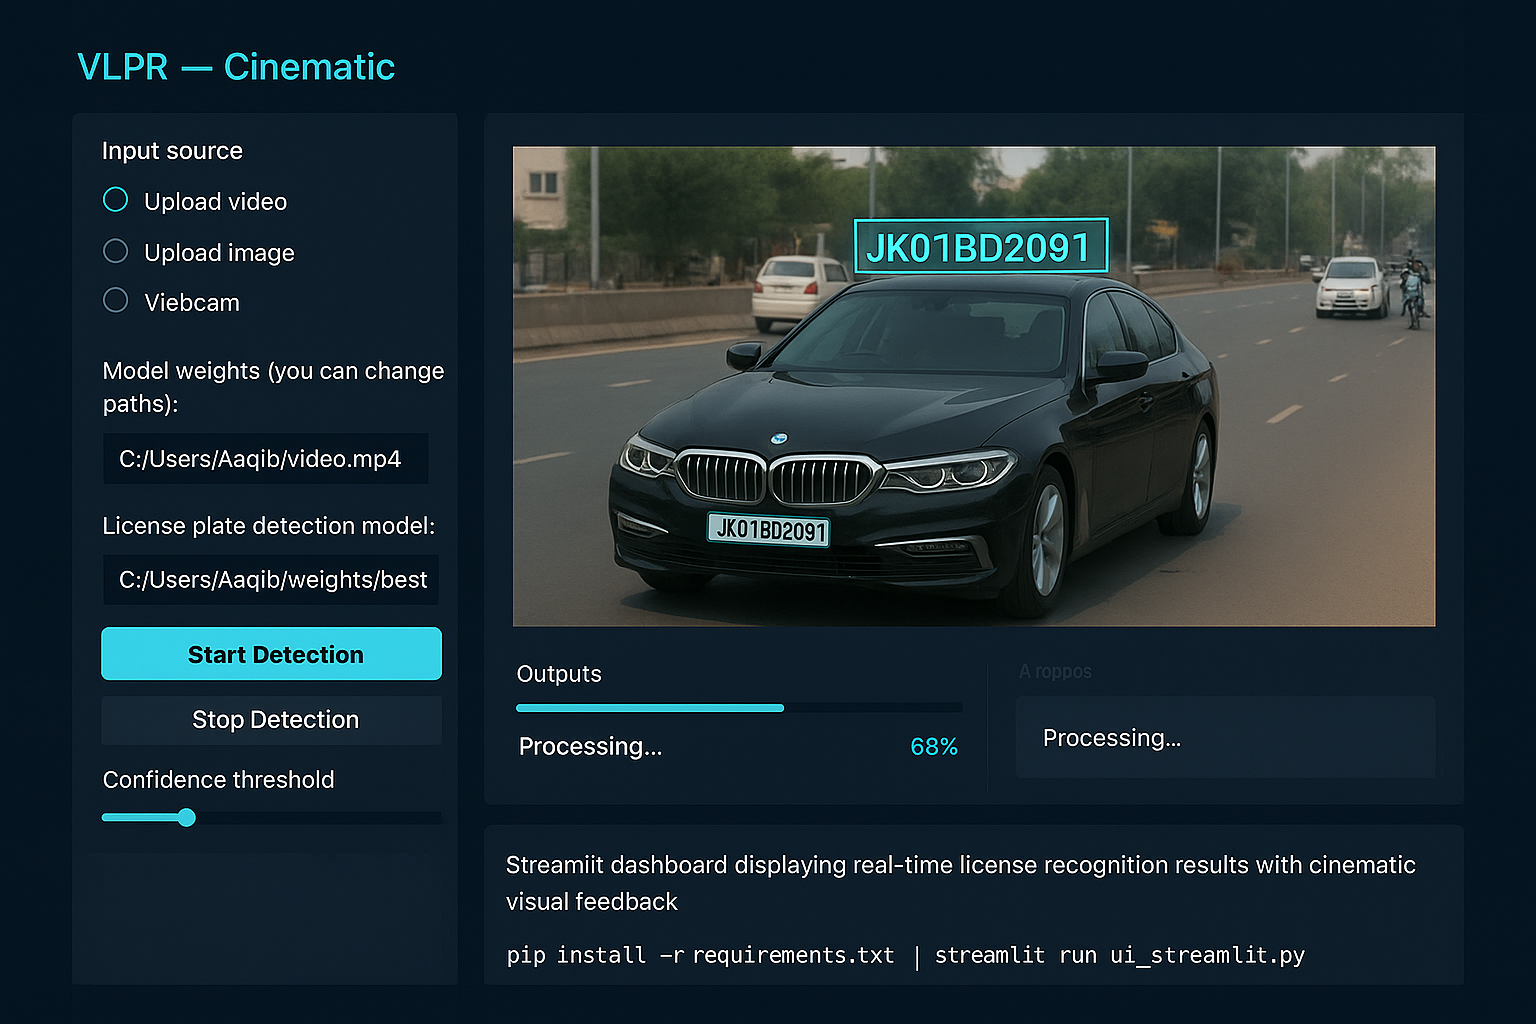 VLPR — Cinematic
Input source
Upload video
Upload image
Viebcam
Model weights (you can change
paths):
C:/Users/Aaqib/video.mp4
License plate detection model:
C:/Users/Aaqib/weights/best
Start Detection
Stop Detection
Confidence threshold
JK01BD2091
JK01BD2091
Outputs
Processing...
68%
A roppos
Processing...
Streamiit dashboard displaying real-time license recognition results with cinematic
visual feedback
pip install –r requirements.txt | streamlit run ui_streamlit.py